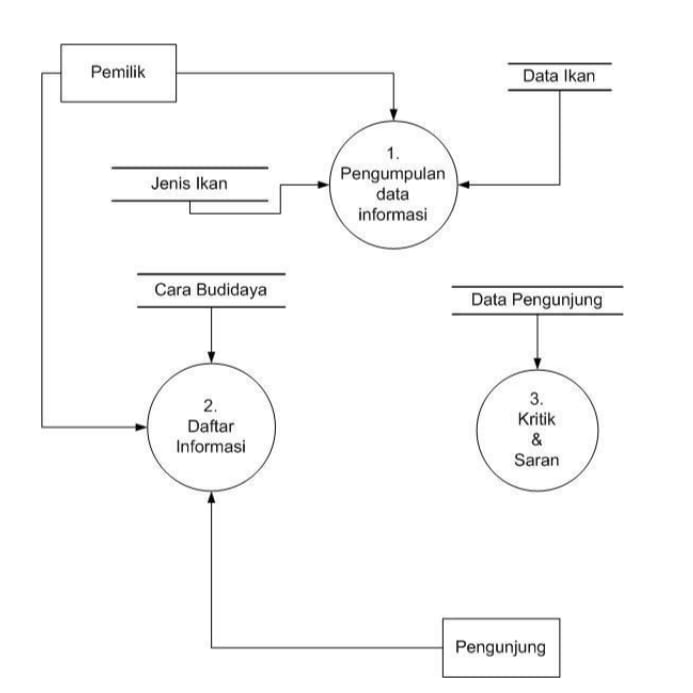 Pemilik
Data Ikan
1.
Pengumpulan
data
informasi
Jenis Ikan
Cara Budidaya
Data Pengunjung
2.
Daftar
Informasi
3.
Kritik
&
Saran
Pengunjung